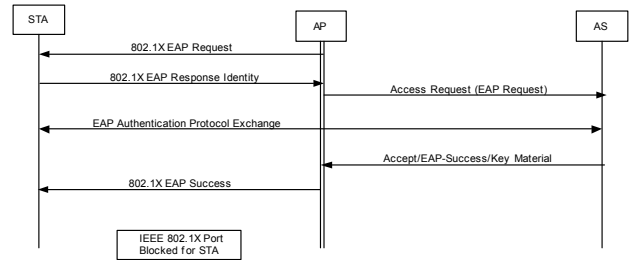 STA
AP
AS
802.1X EAP Request
802.1X EAP Response Identity
Access Request (EAP Request)
EAP Authentication Protocol Exchange
Accept/EAP-Success/Key Material
802.1X EAP Success
IEEE 802.1X Port
Blocked for STA